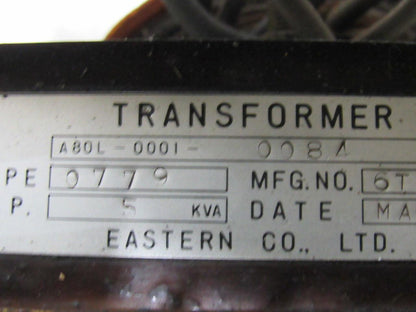 TRANSFORMER
A80L-0001- 0084
PE 0779 MFG.NO. 6T
P. 5 KVA DATE MA
EASTERN CO., LTD.